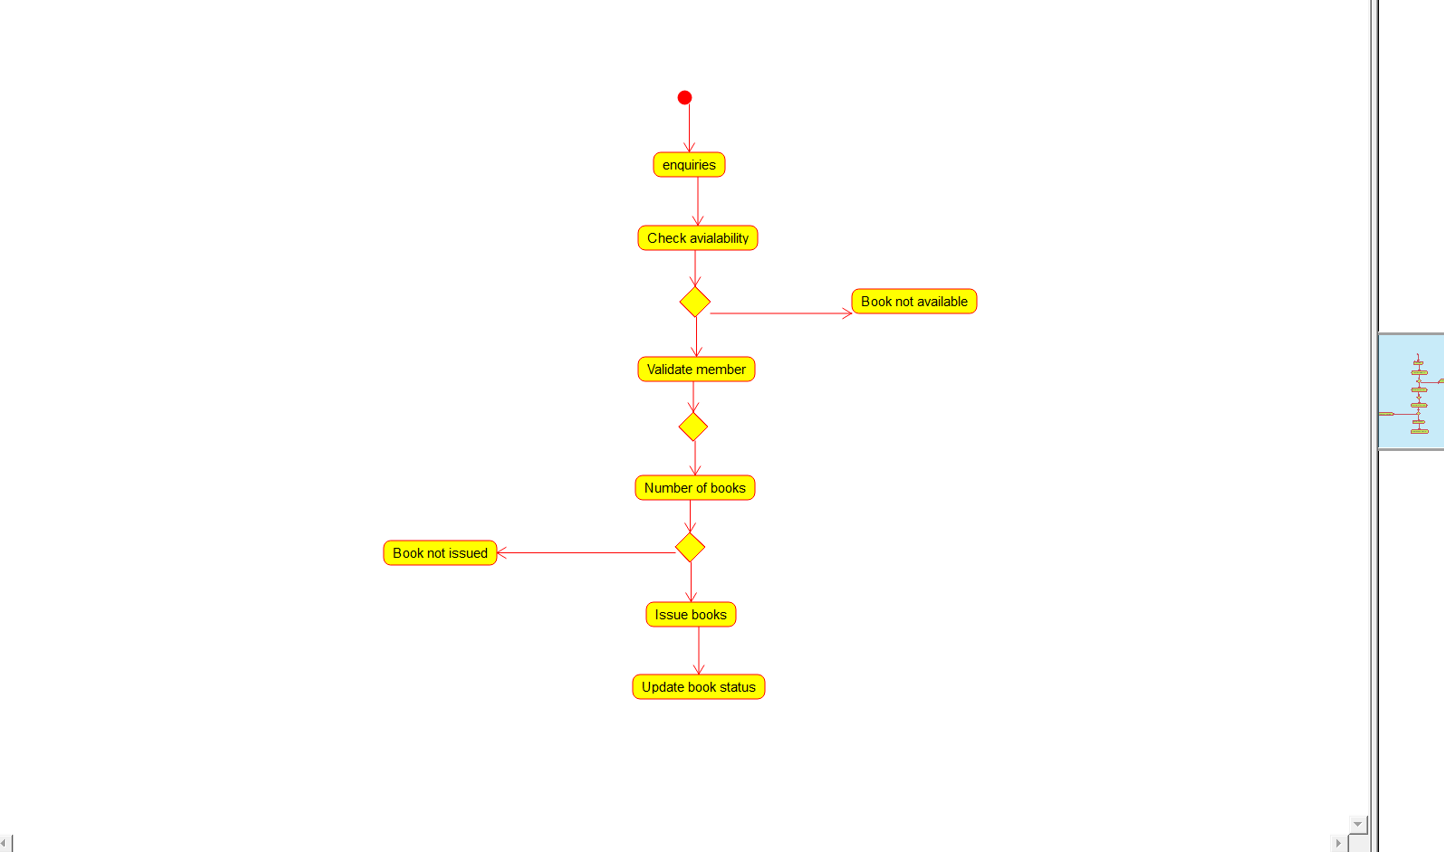 enquiries
Check avialability
Book not available
Validate member
Number of books
Book not issued
Issue books
Update book status